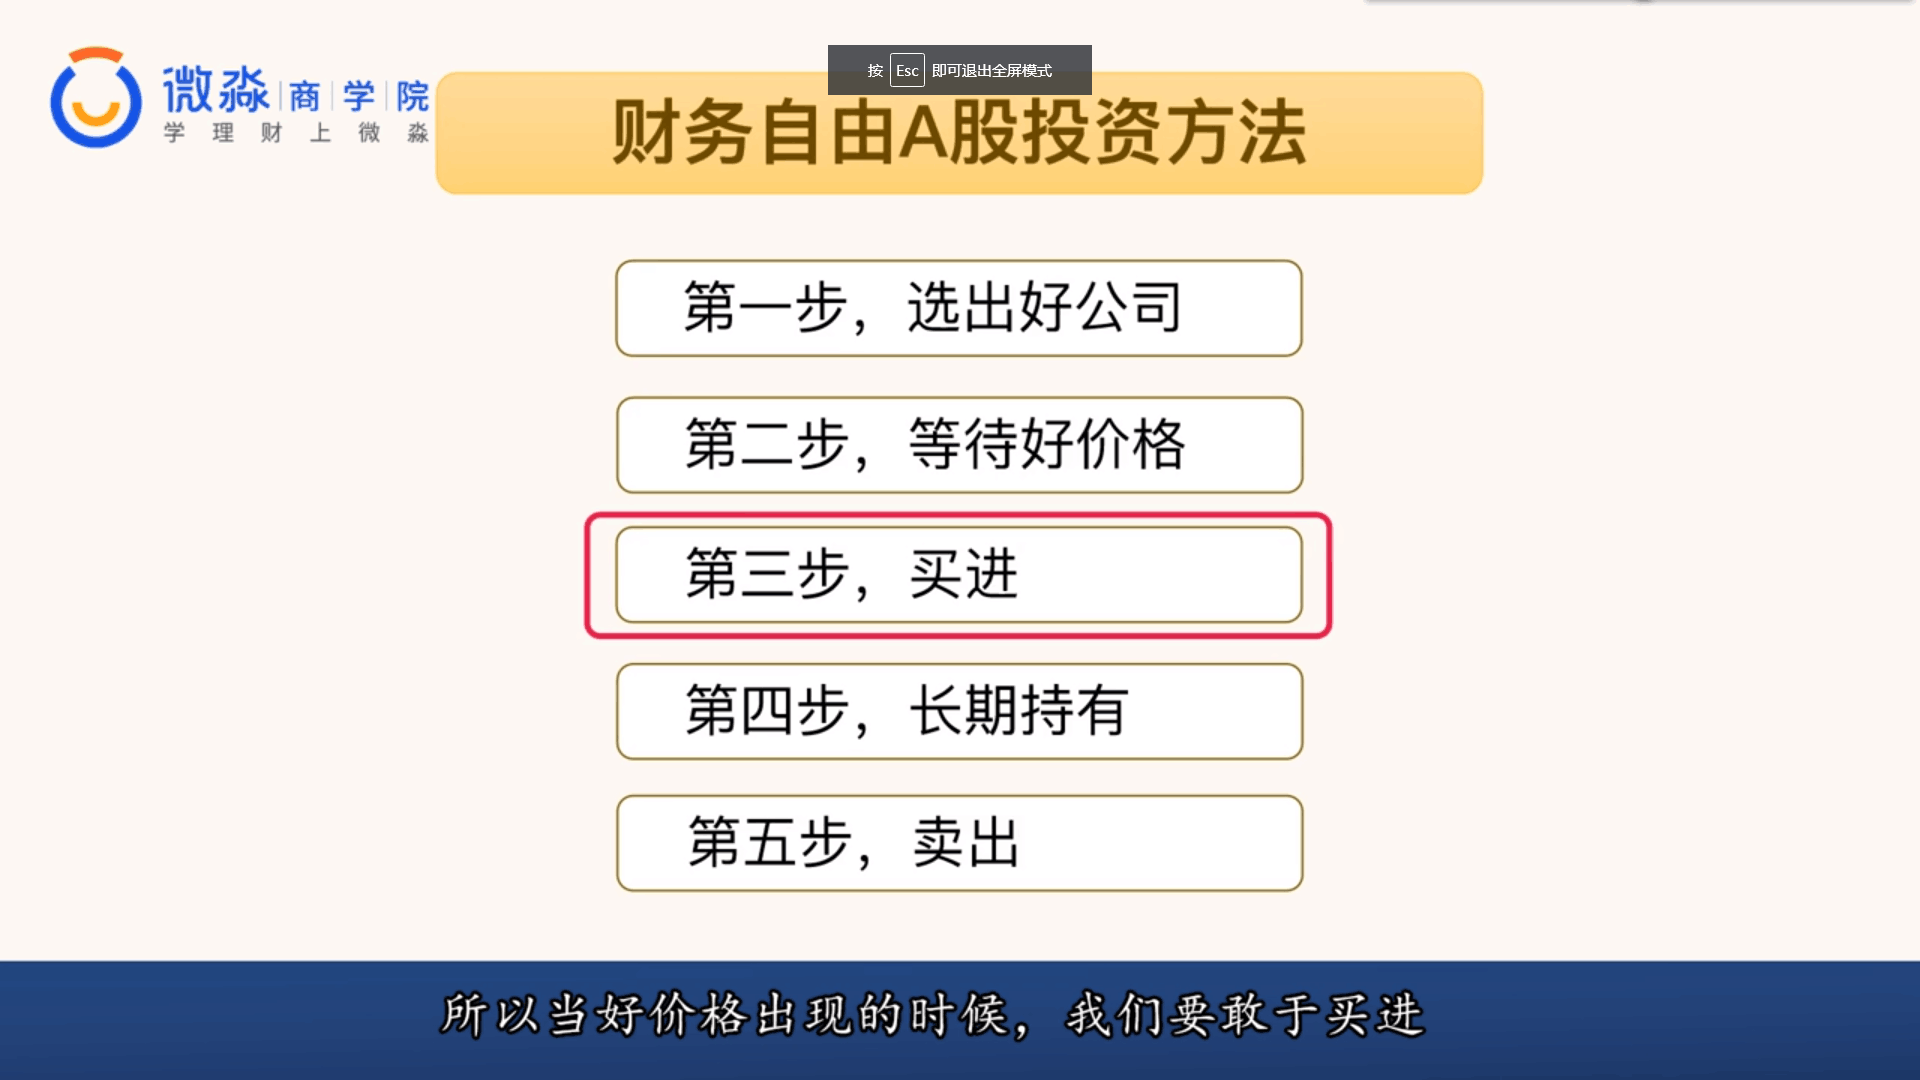 按 Esc 即可退出全屏模式
微淼商学院
学理财上微淼
财务自由A股投资方法
第一步，选出好公司
第二步，等待好价格
第三步，买进
第四步，长期持有
第五步，卖出
所以当好价格出现的时候，我们要敢于买进